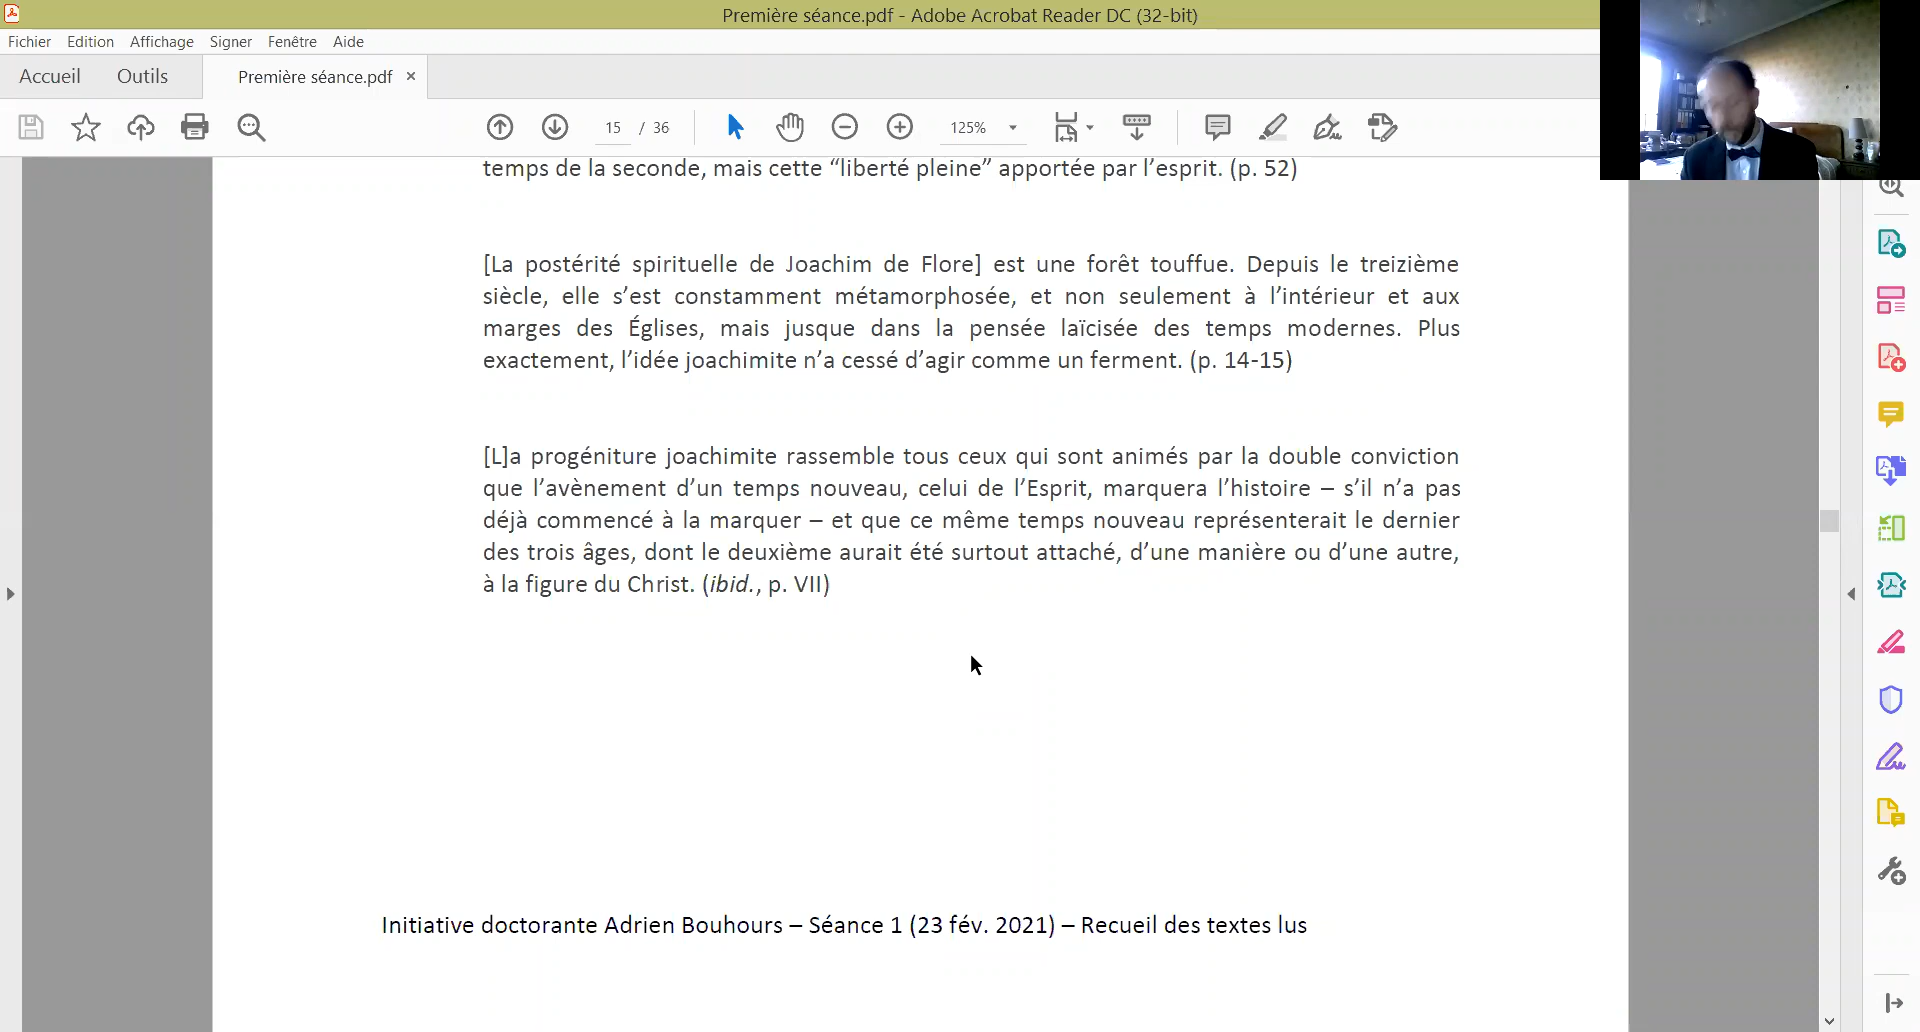 Première séance.pdf - Adobe Acrobat Reader DC (32-bit)
Fichier Edition Affichage Signer Fenêtre Aide
Accueil Outils Première séance.pdf ×
15 / 36 125%
temps de la seconde, mais cette “liberté pleine” apportée par l’esprit. (p. 52)
[La postérité spirituelle de Joachim de Flore] est une forêt touffue. Depuis le treizième
siècle, elle s’est constamment métamorphosée, et non seulement à l’intérieur et aux
marges des Églises, mais jusque dans la pensée laïcisée des temps modernes. Plus
exactement, l’idée joachimite n’a cessé d’agir comme un ferment. (p. 14-15)
[L]a progéniture joachimite rassemble tous ceux qui sont animés par la double conviction
que l’avènement d’un temps nouveau, celui de l’Esprit, marquera l’histoire – s’il n’a pas
déjà commencé à la marquer – et que ce même temps nouveau représenterait le dernier
des trois âges, dont le deuxième aurait été surtout attaché, d’une manière ou d’une autre,
à la figure du Christ. (ibid., p. VII)
Initiative doctorante Adrien Bouhours – Séance 1 (23 fév. 2021) – Recueil des textes lus